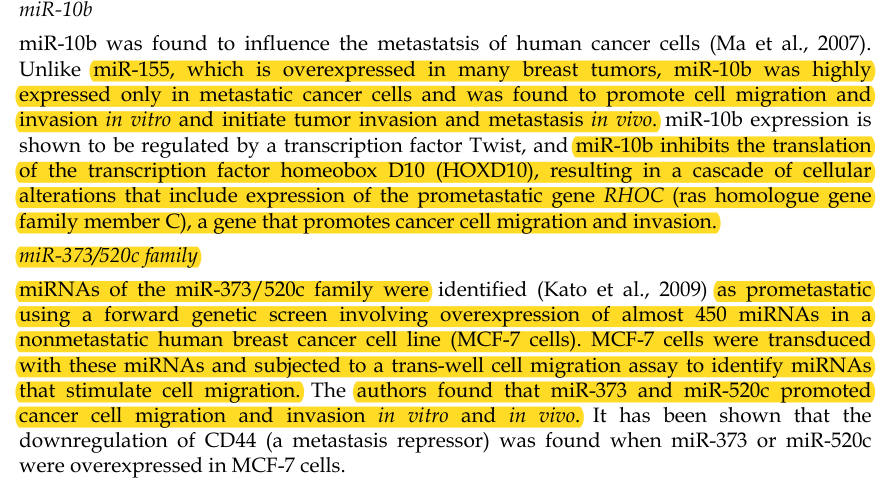 miR-10b
miR-10b was found to influence the metastatsis of human cancer cells (Ma et al., 2007).
Unlike miR-155, which is overexpressed in many breast tumors, miR-10b was highly
expressed only in metastatic cancer cells and was found to promote cell migration and
invasion in vitro and initiate tumor invasion and metastasis in vivo. miR-10b expression is
shown to be regulated by a transcription factor Twist, and miR-10b inhibits the translation
of the transcription factor homeobox D10 (HOXD10), resulting in a cascade of cellular
alterations that include expression of the prometastatic gene RHOC (ras homologue gene
family member C), a gene that promotes cancer cell migration and invasion.
miR-373/520c family
miRNAs of the miR-373/520c family were identified (Kato et al., 2009) as prometastatic
using a forward genetic screen involving overexpression of almost 450 miRNAs in a
nonmetastatic human breast cancer cell line (MCF-7 cells). MCF-7 cells were transduced
with these miRNAs and subjected to a trans-well cell migration assay to identify miRNAs
that stimulate cell migration. The authors found that miR-373 and miR-520c promoted
cancer cell migration and invasion in vitro and in vivo. It has been shown that the
downregulation of CD44 (a metastasis repressor) was found when miR-373 or miR-520c
were overexpressed in MCF-7 cells.